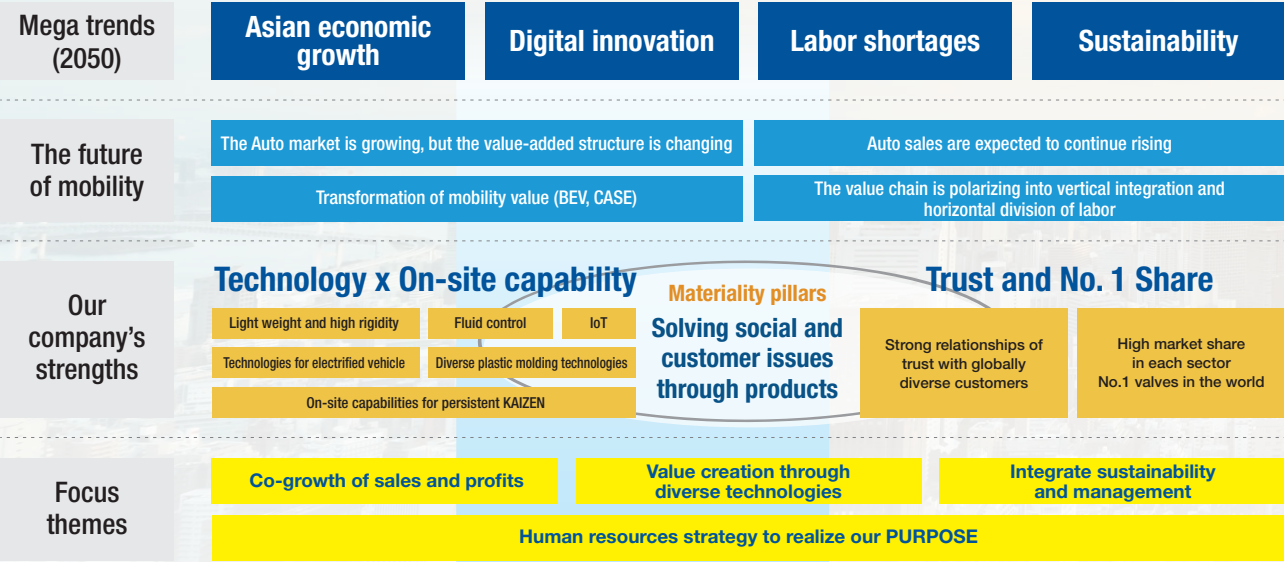 Mega trends
(2050)
Asian economic
growth
Digital innovation
Labor shortages
Sustainability
The future
of mobility
The Auto market is growing, but the value-added structure is changing
Auto sales are expected to continue rising
Transformation of mobility value (BEV, CASE)
The value chain is polarizing into vertical integration and
horizontal division of labor
Our
company's
strengths
Technology x On-site capability
Light weight and high rigidity
Fluid control
IoT
Technologies for electrified vehicle
Diverse plastic molding technologies
On-site capabilities for persistent KAIZEN
Materiality pillars
Solving social and
customer issues
through products
Trust and No. 1 Share
Strong relationships of
trust with globally
diverse customers
High market share
in each sector
No.1 valves in the world
Focus
themes
Co-growth of sales and profits
Value creation through
diverse technologies
Integrate sustainability
and management
Human resources strategy to realize our PURPOSE